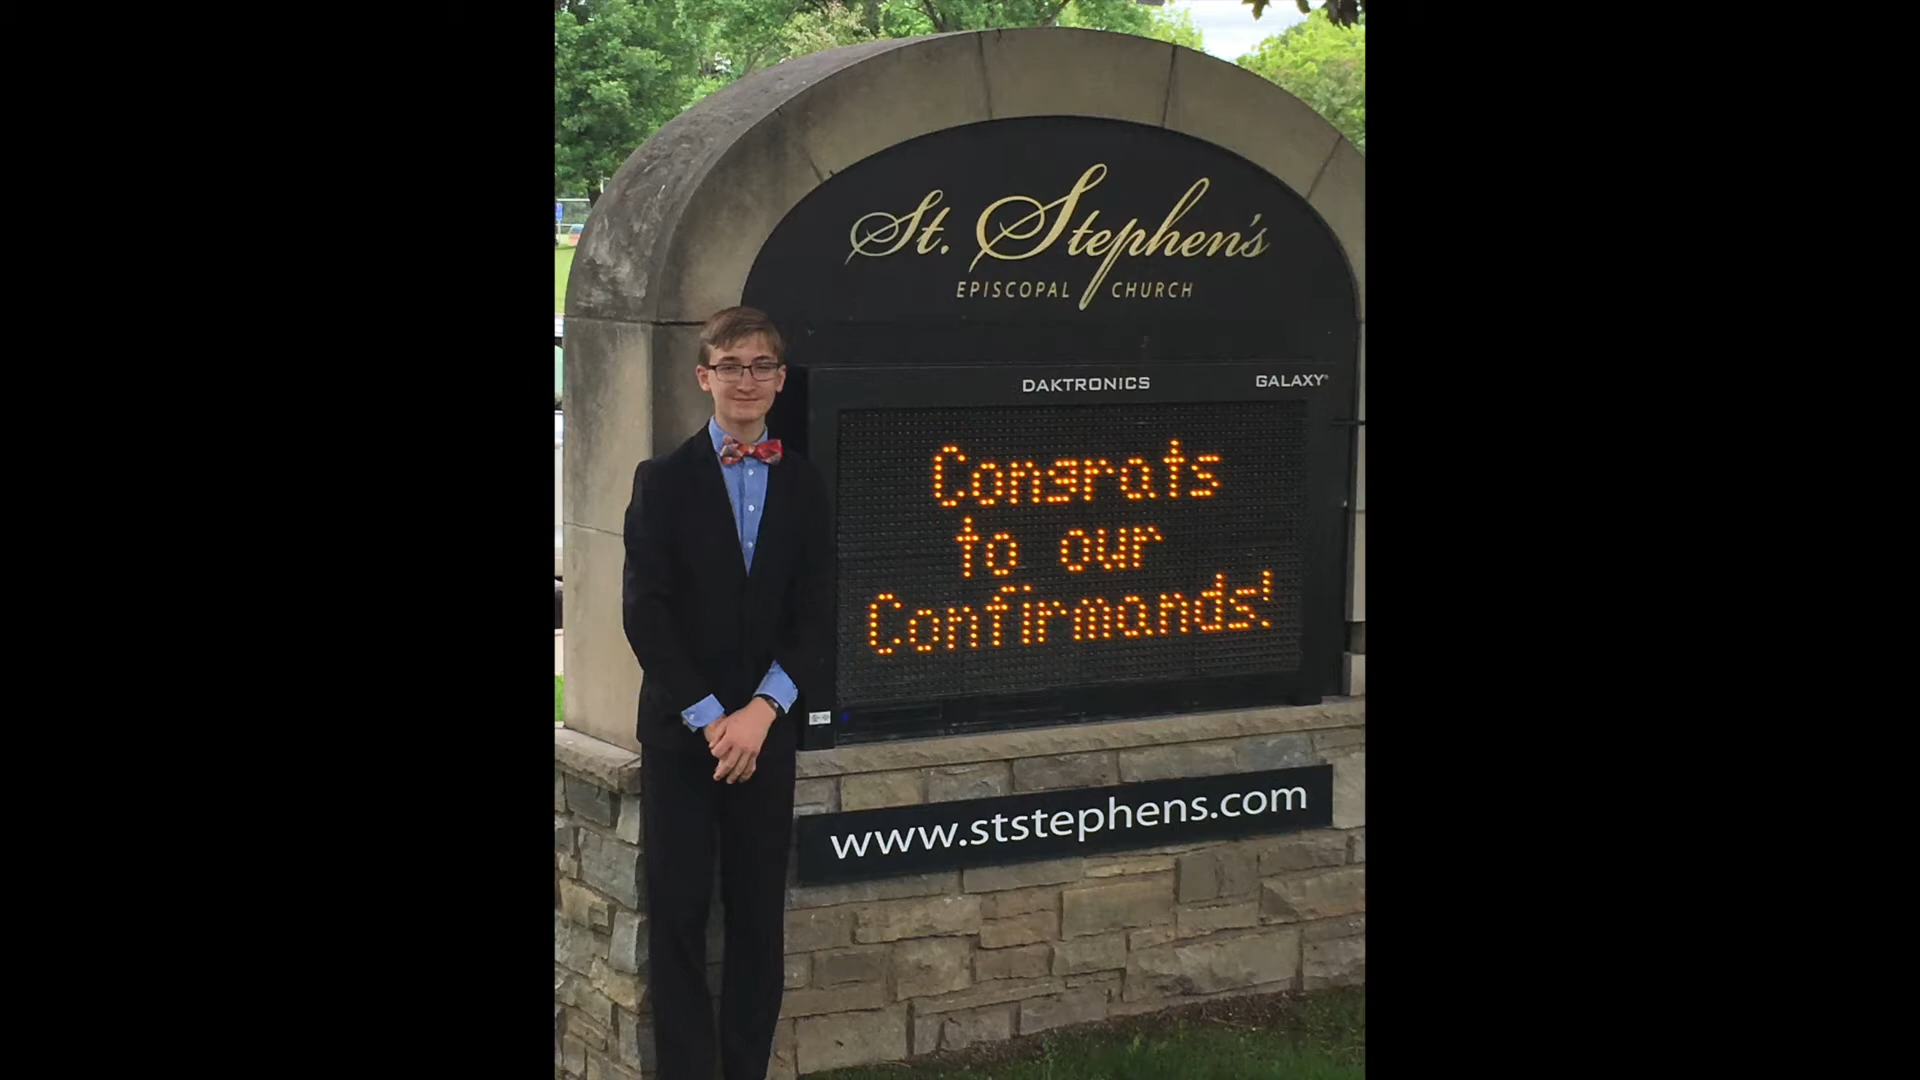 St. Stephen's
EPISCOPAL CHURCH
DAKTRONICS GALAXY®
Congrats
to our
Confirmands!
www.ststephens.com